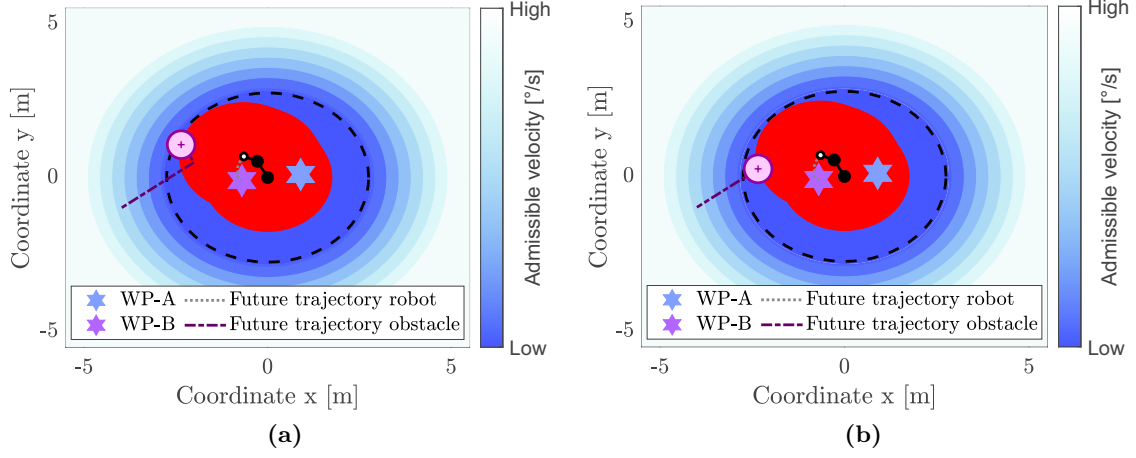 5
0
-5
Coordinate y [m]
-5
0
5
Coordinate x [m]
WP-A
Future trajectory robot
WP-B
Future trajectory obstacle
High
Low
Admissible velocity [°/s]
(a)
5
0
-5
Coordinate y [m]
-5
0
5
Coordinate x [m]
WP-A
Future trajectory robot
WP-B
Future trajectory obstacle
High
Low
Admissible velocity [°/s]
(b)